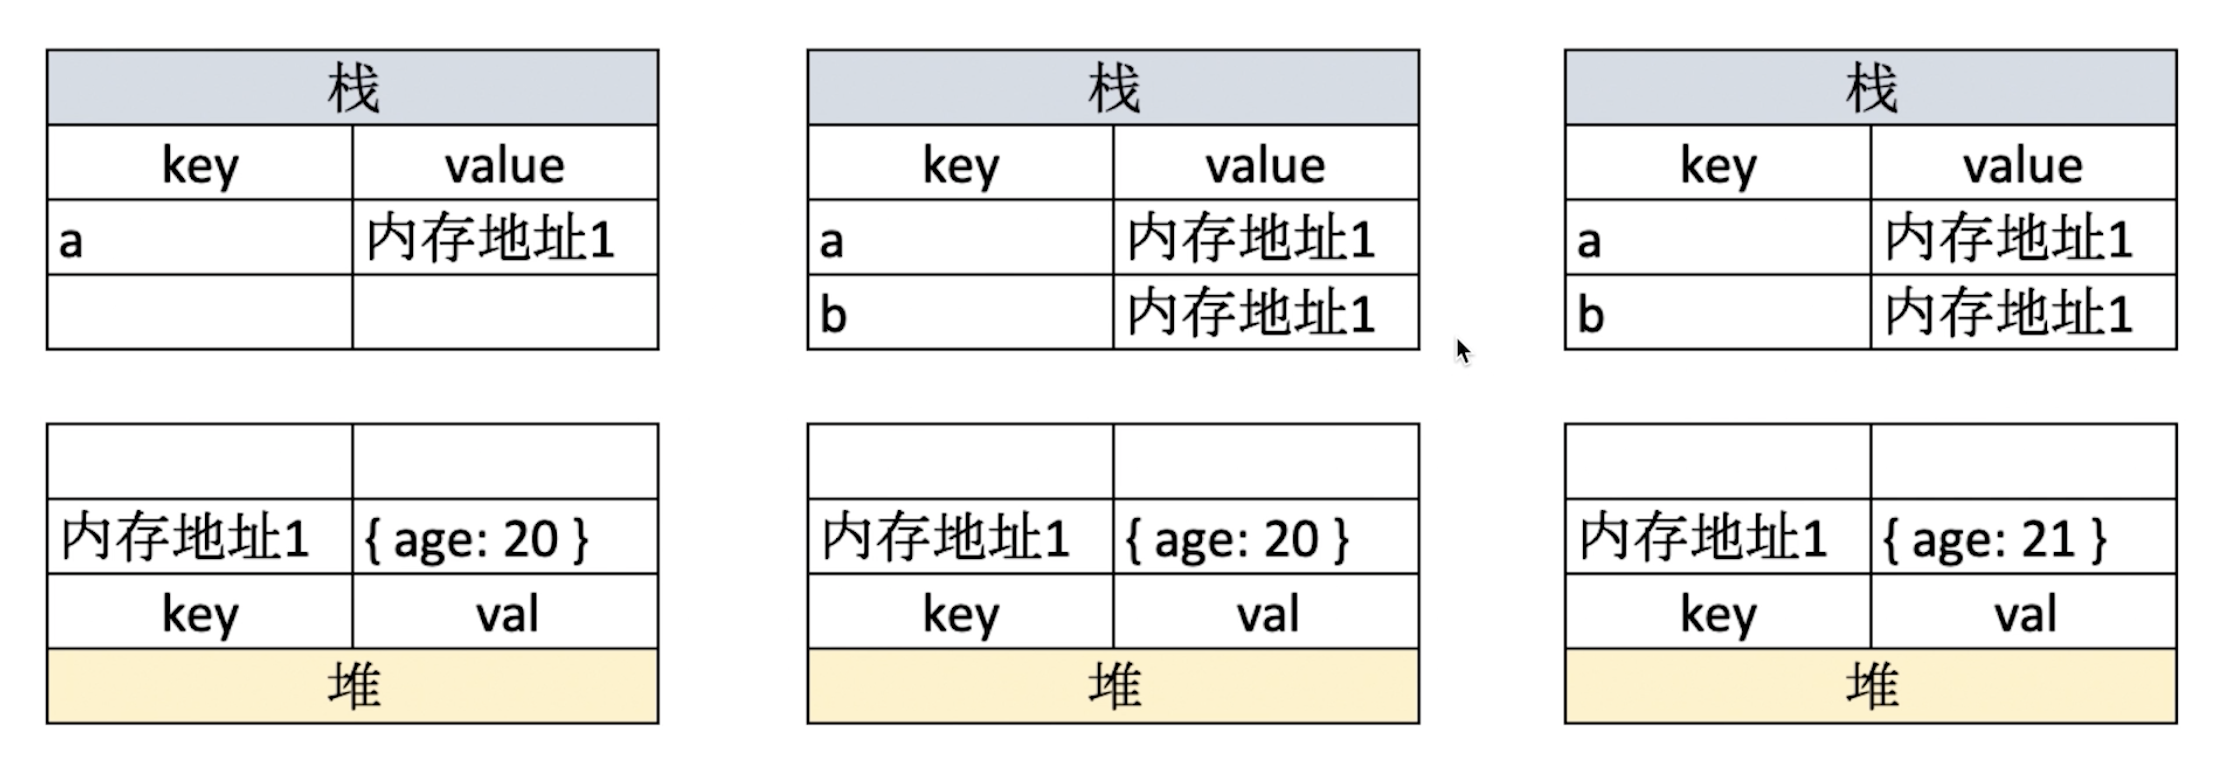 栈
key value
a 内存地址1
内存地址1 { age: 20 }
key val
堆
栈
key value
a 内存地址1
b 内存地址1
内存地址1 { age: 20 }
key val
堆
栈
key value
a 内存地址1
b 内存地址1
内存地址1 { age: 21 }
key val
堆